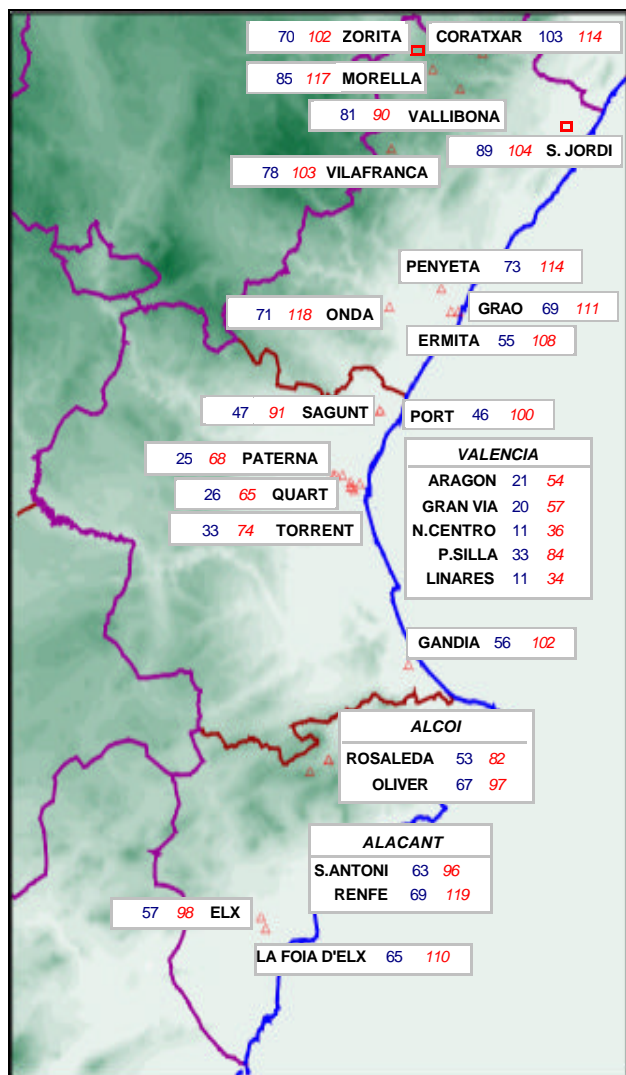 70 102 ZORITA
CORATXAR 103 114
85 117 MORELLA
81 90 VALLIBONA
89 104 S. JORDI
78 103 VILAFRANCA
PENYETA 73 114
71 118 ONDA
GRAO 69 111
ERMITA 55 108
47 91 SAGUNT
PORT 46 100
25 68 PATERNA
26 65 QUART
33 74 TORRENT
VALENCIA
ARAGON 21 54
GRAN VIA 20 57
N.CENTRO 11 36
P.SILLA 33 84
LINARES 11 34
GANDIA 56 102
ALCOI
ROSALEDA 53 82
OLIVER 67 97
ALACANT
S.ANTONI 63 96
RENFE 69 119
57 98 ELX
LA FOIA D'ELX 65 110